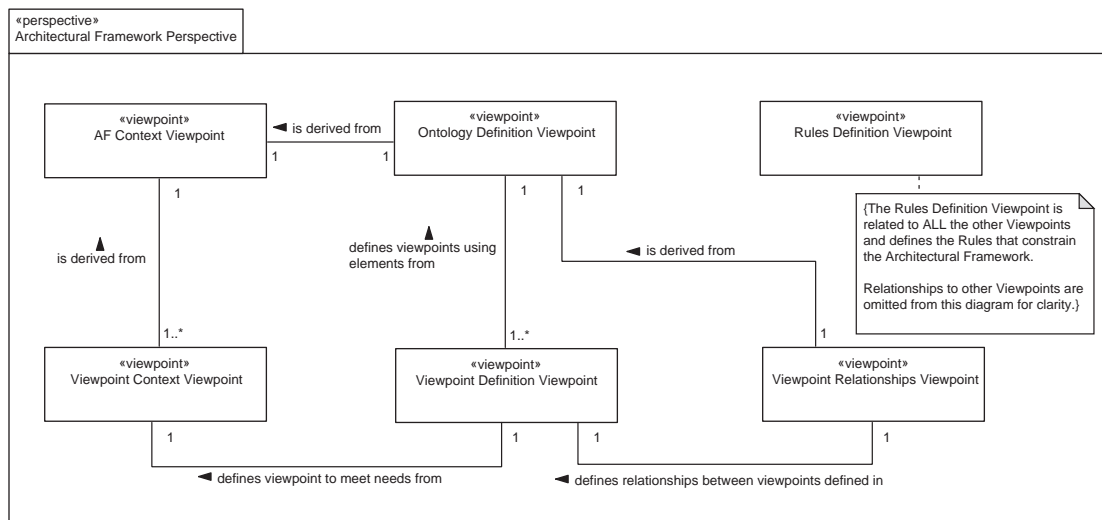 «perspective»
Architectural Framework Perspective
«viewpoint»
AF Context Viewpoint
«viewpoint»
Ontology Definition Viewpoint
«viewpoint»
Rules Definition Viewpoint
◄ is derived from
1
1
1
1
1
{The Rules Definition Viewpoint is
related to ALL the other Viewpoints
and defines the Rules that constrain
the Architectural Framework.
Relationships to other Viewpoints are
omitted from this diagram for clarity.}
▲
is derived from
▲
defines viewpoints using
elements from
◄ is derived from
1..*
1..*
1
«viewpoint»
Viewpoint Context Viewpoint
«viewpoint»
Viewpoint Definition Viewpoint
«viewpoint»
Viewpoint Relationships Viewpoint
1
1
1
1
◄ defines viewpoint to meet needs from
◄ defines relationships between viewpoints defined in